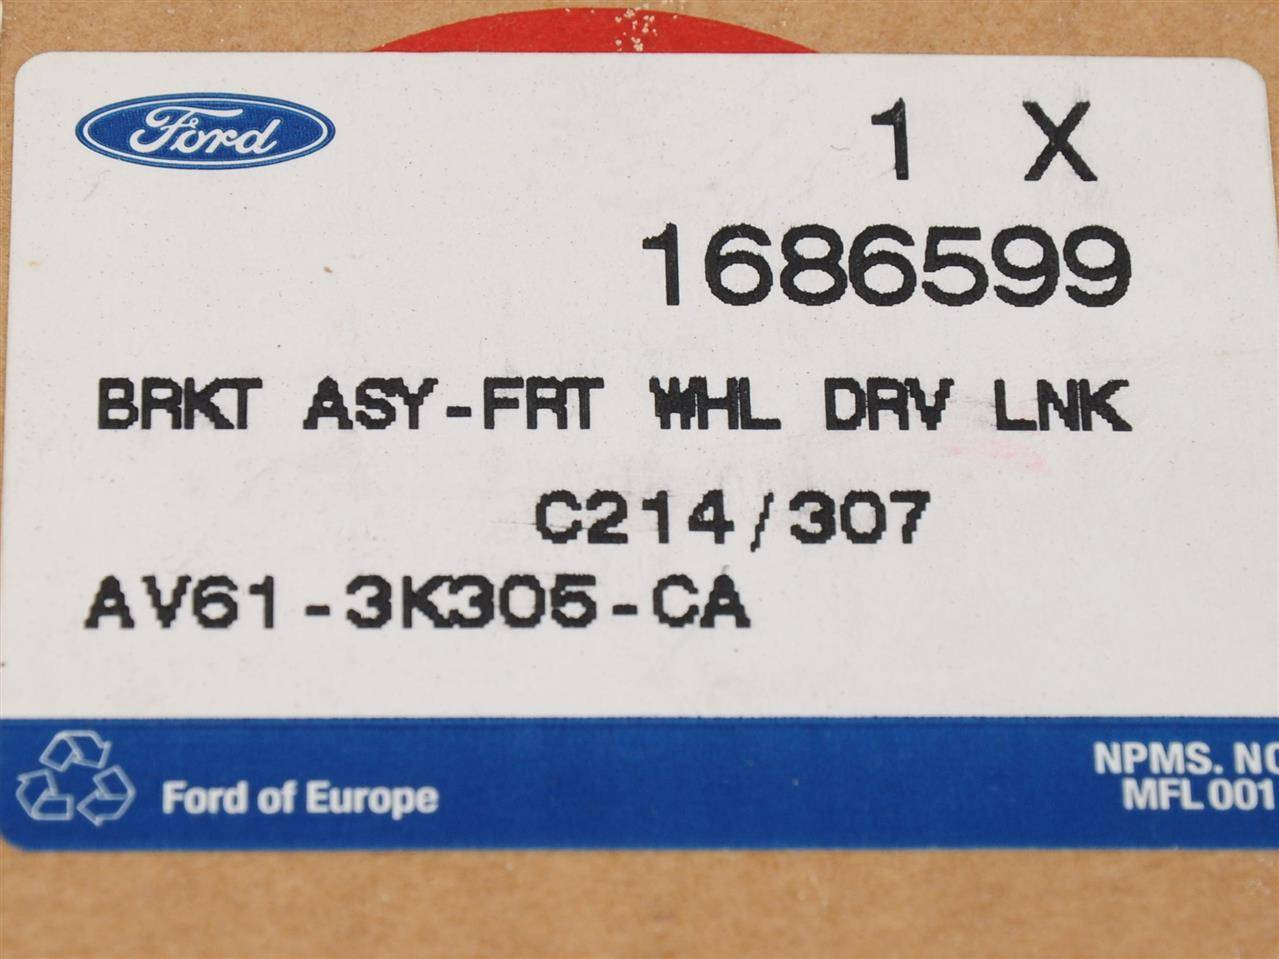 Ford
1 X
1686599
BRKT ASY-FRT WHL DRV LNK
C214/307
AV61-3K305-CA
Ford of Europe
NPMS. NO
MFL 001